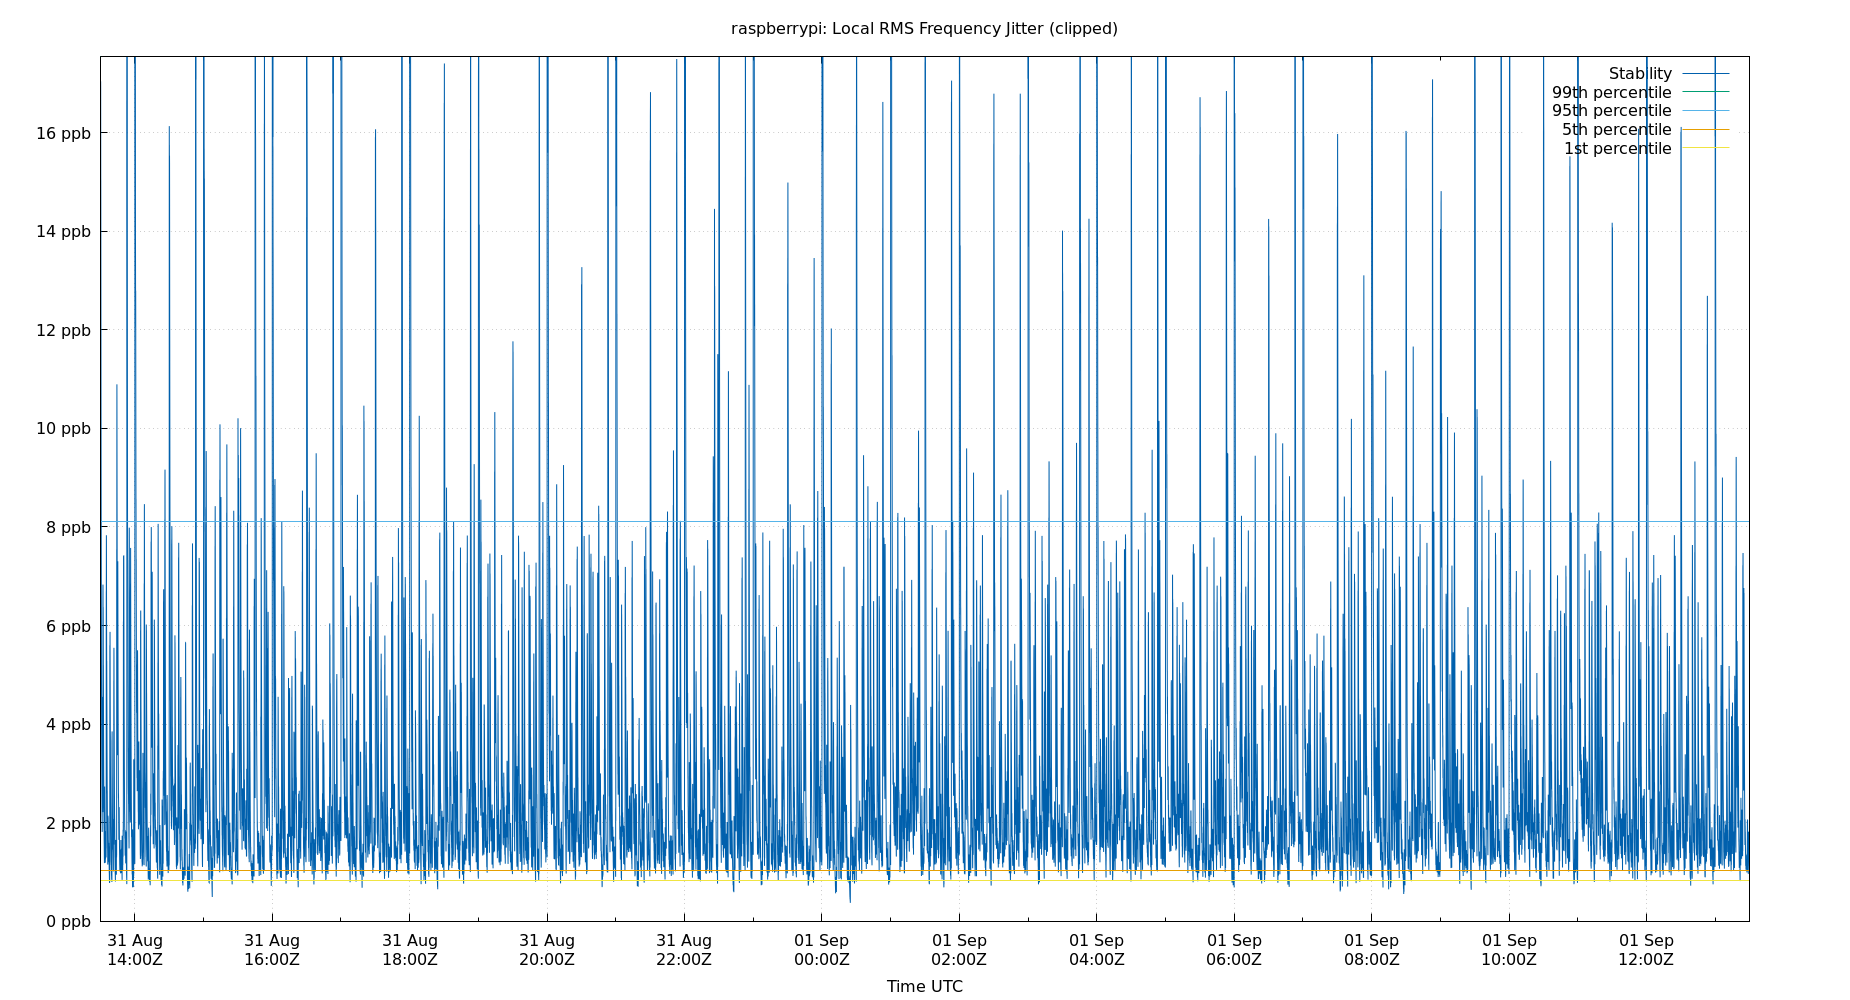 raspberrypi: Local RMS Frequency Jitter (clipped)
Stability
99th percentile
95th percentile
5th percentile
1st percentile
16 ppb
14 ppb
12 ppb
10 ppb
8 ppb
6 ppb
4 ppb
2 ppb
0 ppb
31 Aug 31 Aug 31 Aug 31 Aug 31 Aug 01 Sep 01 Sep 01 Sep 01 Sep 01 Sep 01 Sep 01 Sep
14:00Z 16:00Z 18:00Z 20:00Z 22:00Z 00:00Z 02:00Z 04:00Z 06:00Z 08:00Z 10:00Z 12:00Z
Time UTC